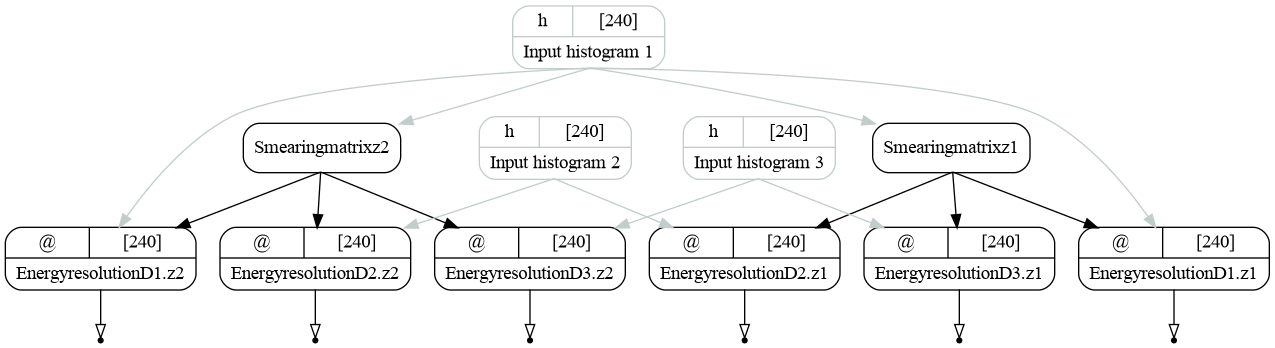 h [240]
Input histogram 1
Smearingmatrixz2
h [240]
Input histogram 2
h [240]
Input histogram 3
Smearingmatrixz1
@ [240]
EnergyresolutionD1.z2
@ [240]
EnergyresolutionD2.z2
@ [240]
EnergyresolutionD3.z2
@ [240]
EnergyresolutionD2.z1
@ [240]
EnergyresolutionD3.z1
@ [240]
EnergyresolutionD1.z1